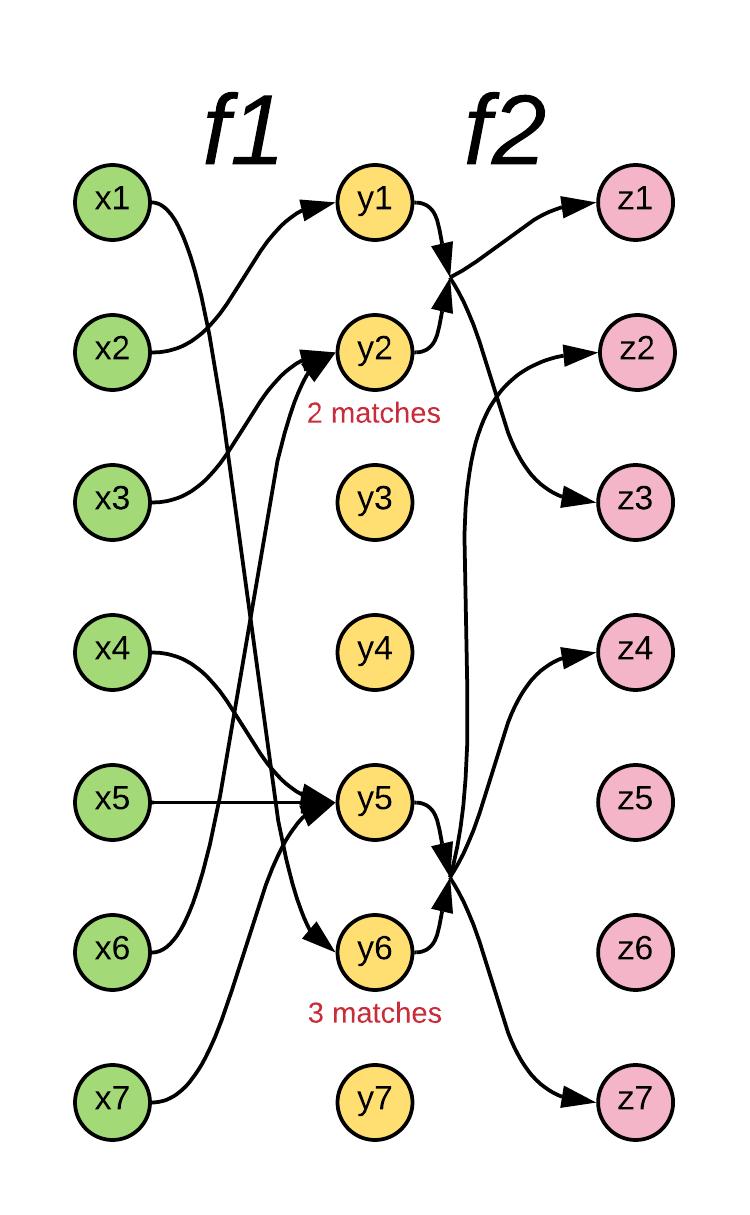 f1 f2
x1 y1 z1
x2 y2 z2
2 matches
x3 y3 z3
x4 y4 z4
x5 y5 z5
x6 y6 z6
3 matches
x7 y7 z7